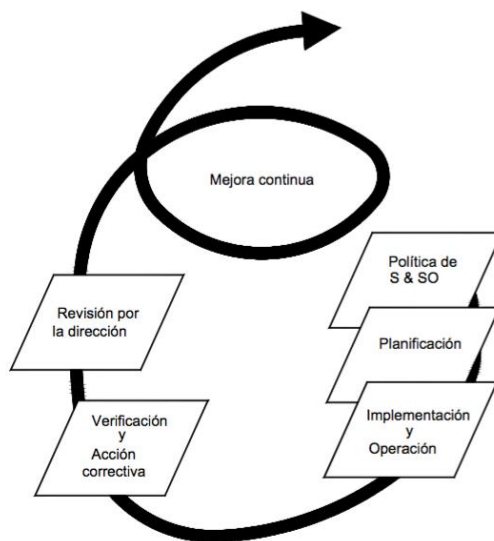 Mejora continua
Política de
S & SO
Planificación
Implementación
y
Operación
Verificación
y
Acción
correctiva
Revisión por
la dirección